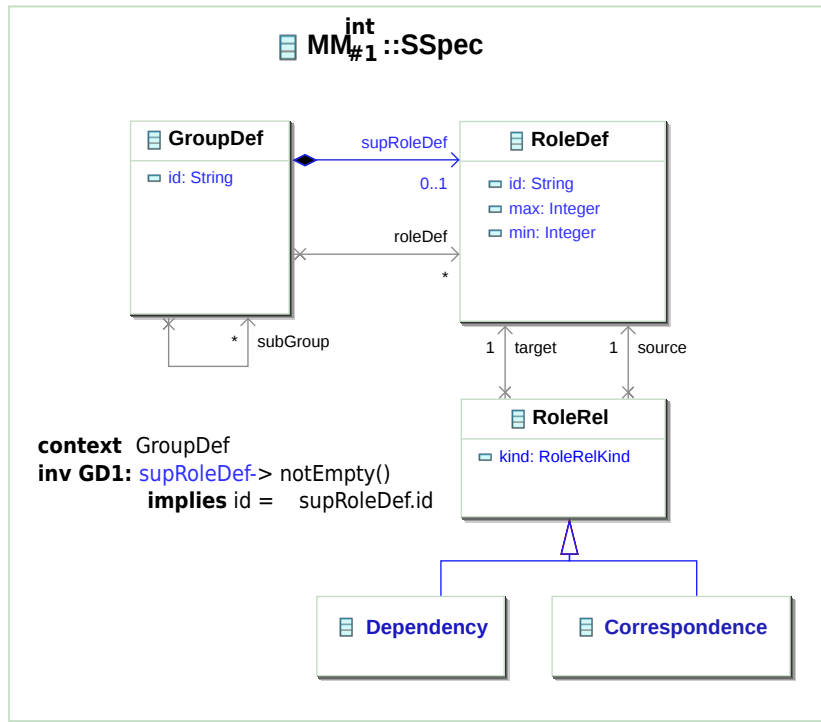 MM int #1 ::SSpec
GroupDef
id: String
supRoleDef
0..1
roleDef
*
RoleDef
id: String
max: Integer
min: Integer
* subGroup
1 target
1 source
RoleRel
kind: RoleRelKind
context GroupDef
inv GD1: supRoleDef-> notEmpty()
implies id = supRoleDef.id
Dependency
Correspondence